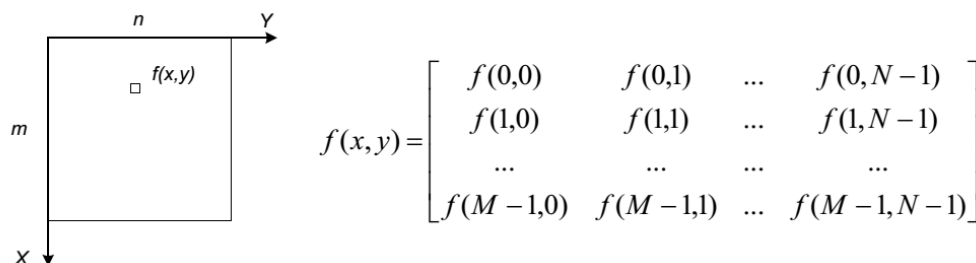 n Y
f(x,y)
m
X
f(x, y) =
f(0,0) f(0,1) ... f(0, N −1)
f(1,0) f(1,1) ... f(1, N −1)
... ... ... ...
f(M −1,0) f(M −1,1) ... f(M −1, N −1)